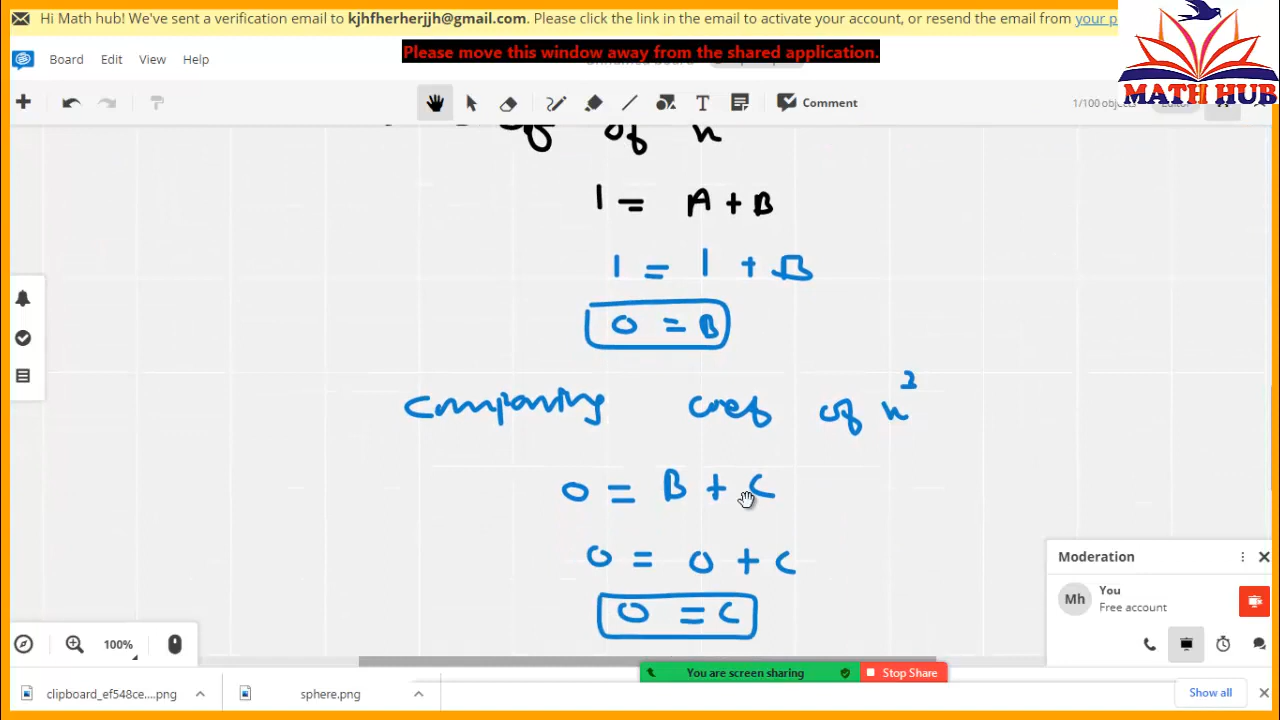 Hi Math hub! We've sent a verification email to kjhfherherjjh@gmail.com. Please click the link in the email to activate your account, or resend the email from your p
Board Edit View Help
Please move this window away from the shared application.
MATH HUB
Comment
1/100 objec
of x
1 = A + B
1 = 1 + B
0 = B
Comparing coef of x²
0 = B + C
0 = 0 + C
0 = C
Moderation
Mh
You
Free account
100%
You are screen sharing
Stop Share
clipboard_ef548ce....png
sphere.png
Show all